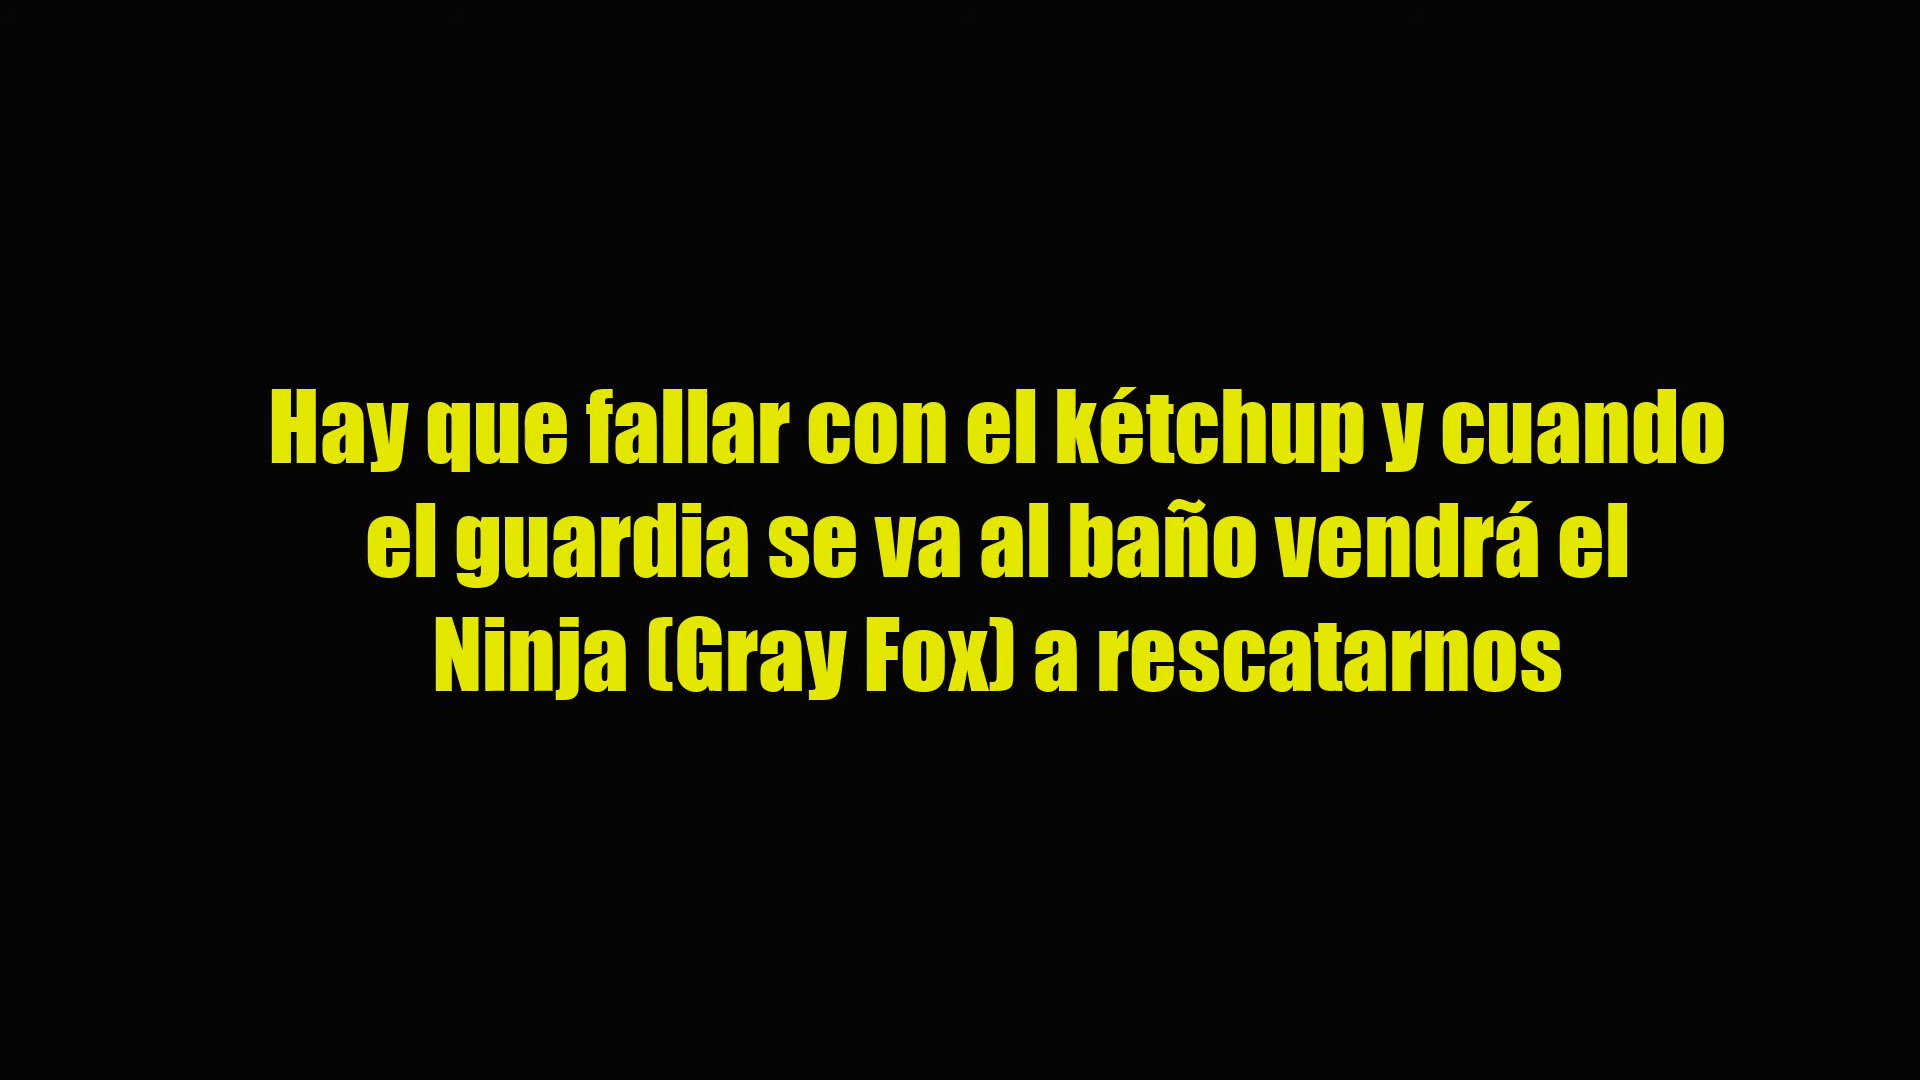 Hay que fallar con el kétchup y cuando
el guardia se va al baño vendrá el
Ninja (Gray Fox) a rescatarnos